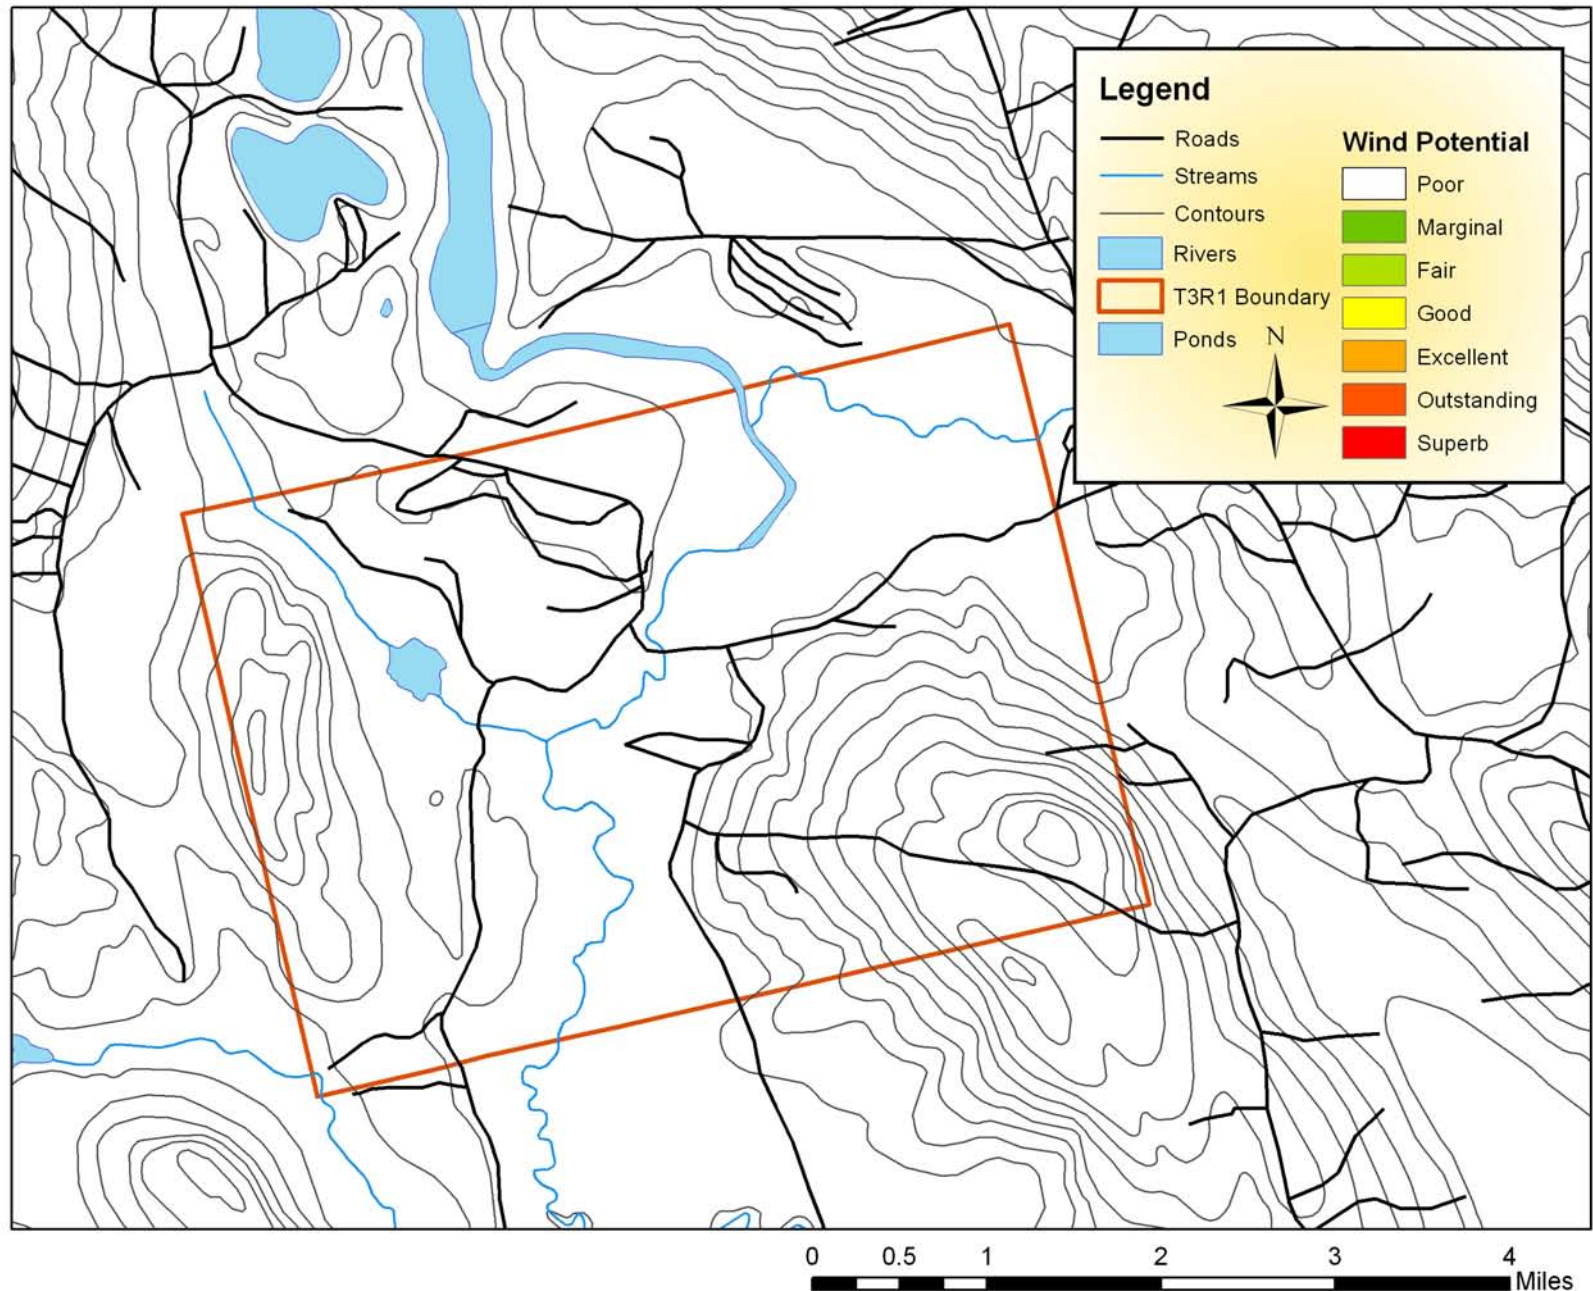 Legend
Roads
Streams
Contours
Rivers
T3R1 Boundary
Ponds
Wind Potential
Poor
Marginal
Fair
Good
Excellent
Outstanding
Superb
N
0 0.5 1 2 3 4
Miles